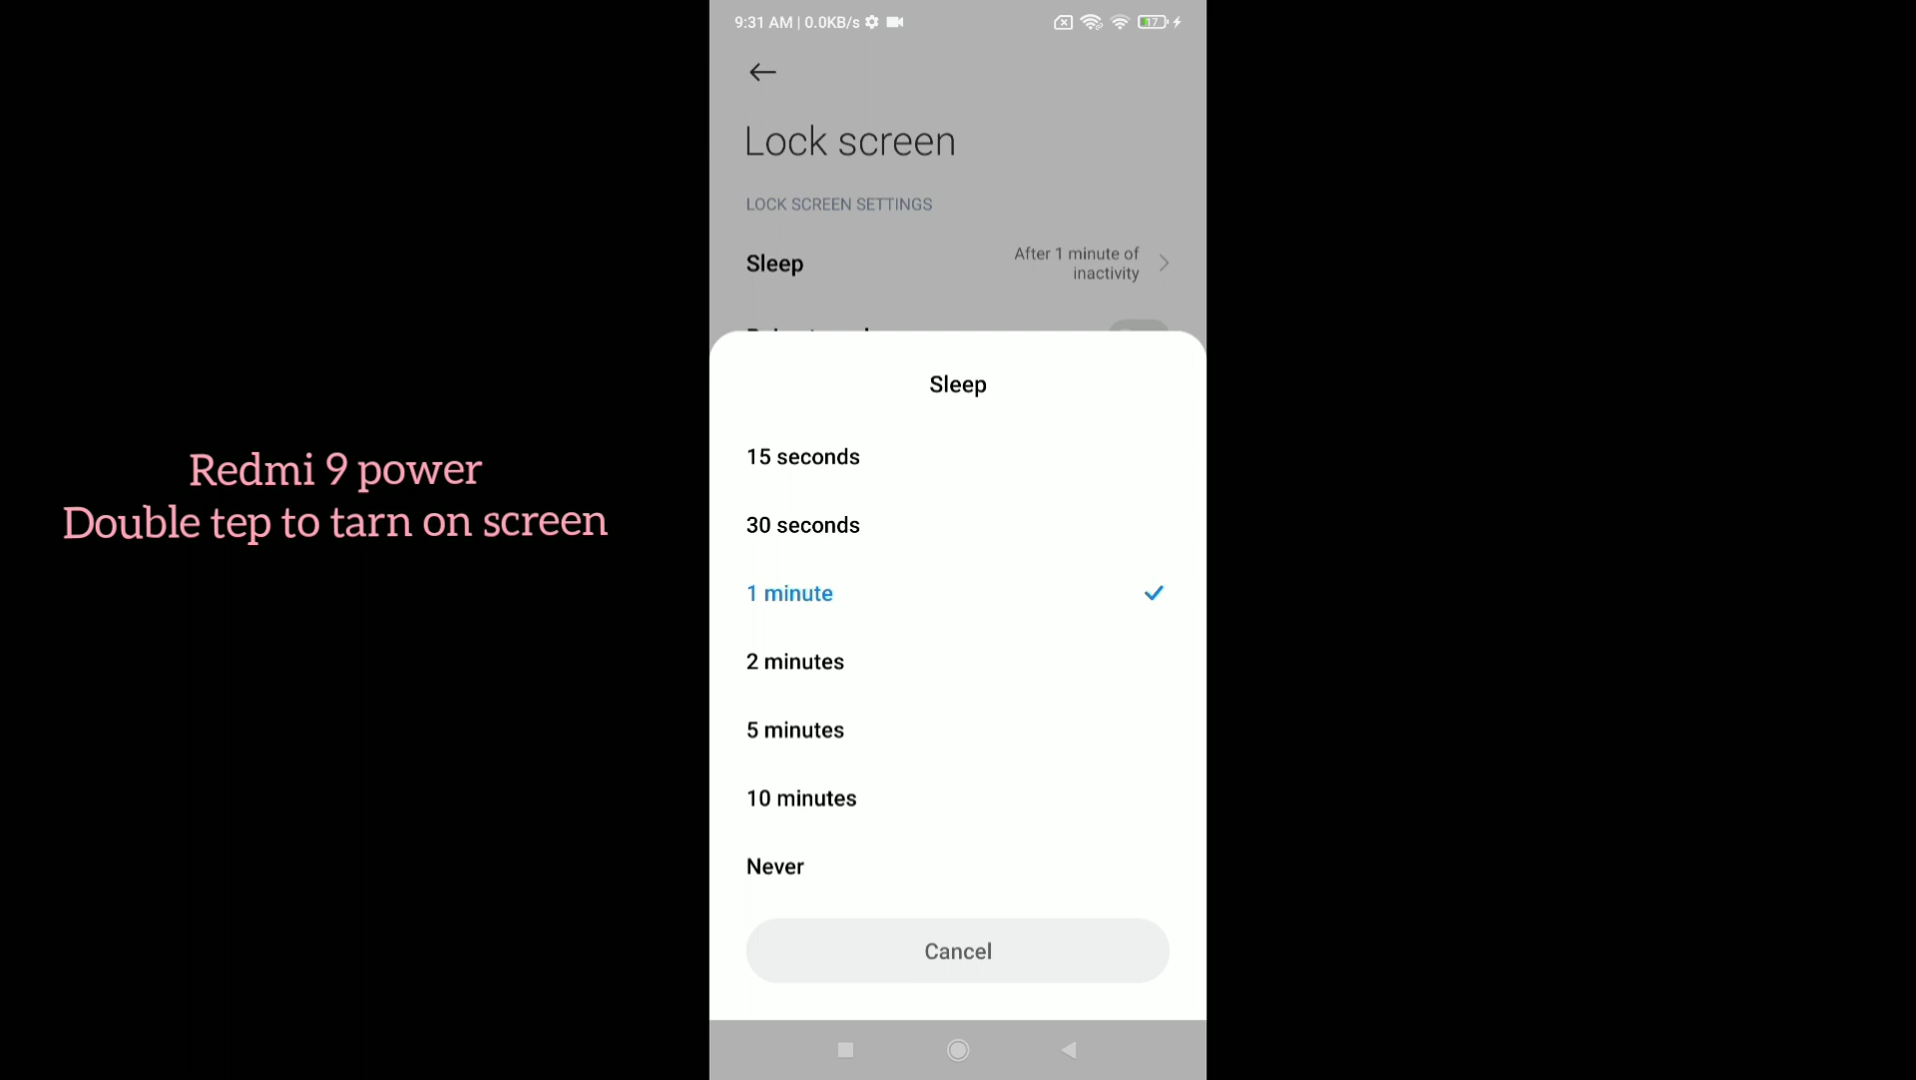 9:31 AM | 0.0KB/s
17
Lock screen
LOCK SCREEN SETTINGS
Sleep
After 1 minute of
inactivity
Sleep
15 seconds
30 seconds
1 minute
2 minutes
5 minutes
10 minutes
Never
Cancel
Redmi 9 power
Double tep to tarn on screen